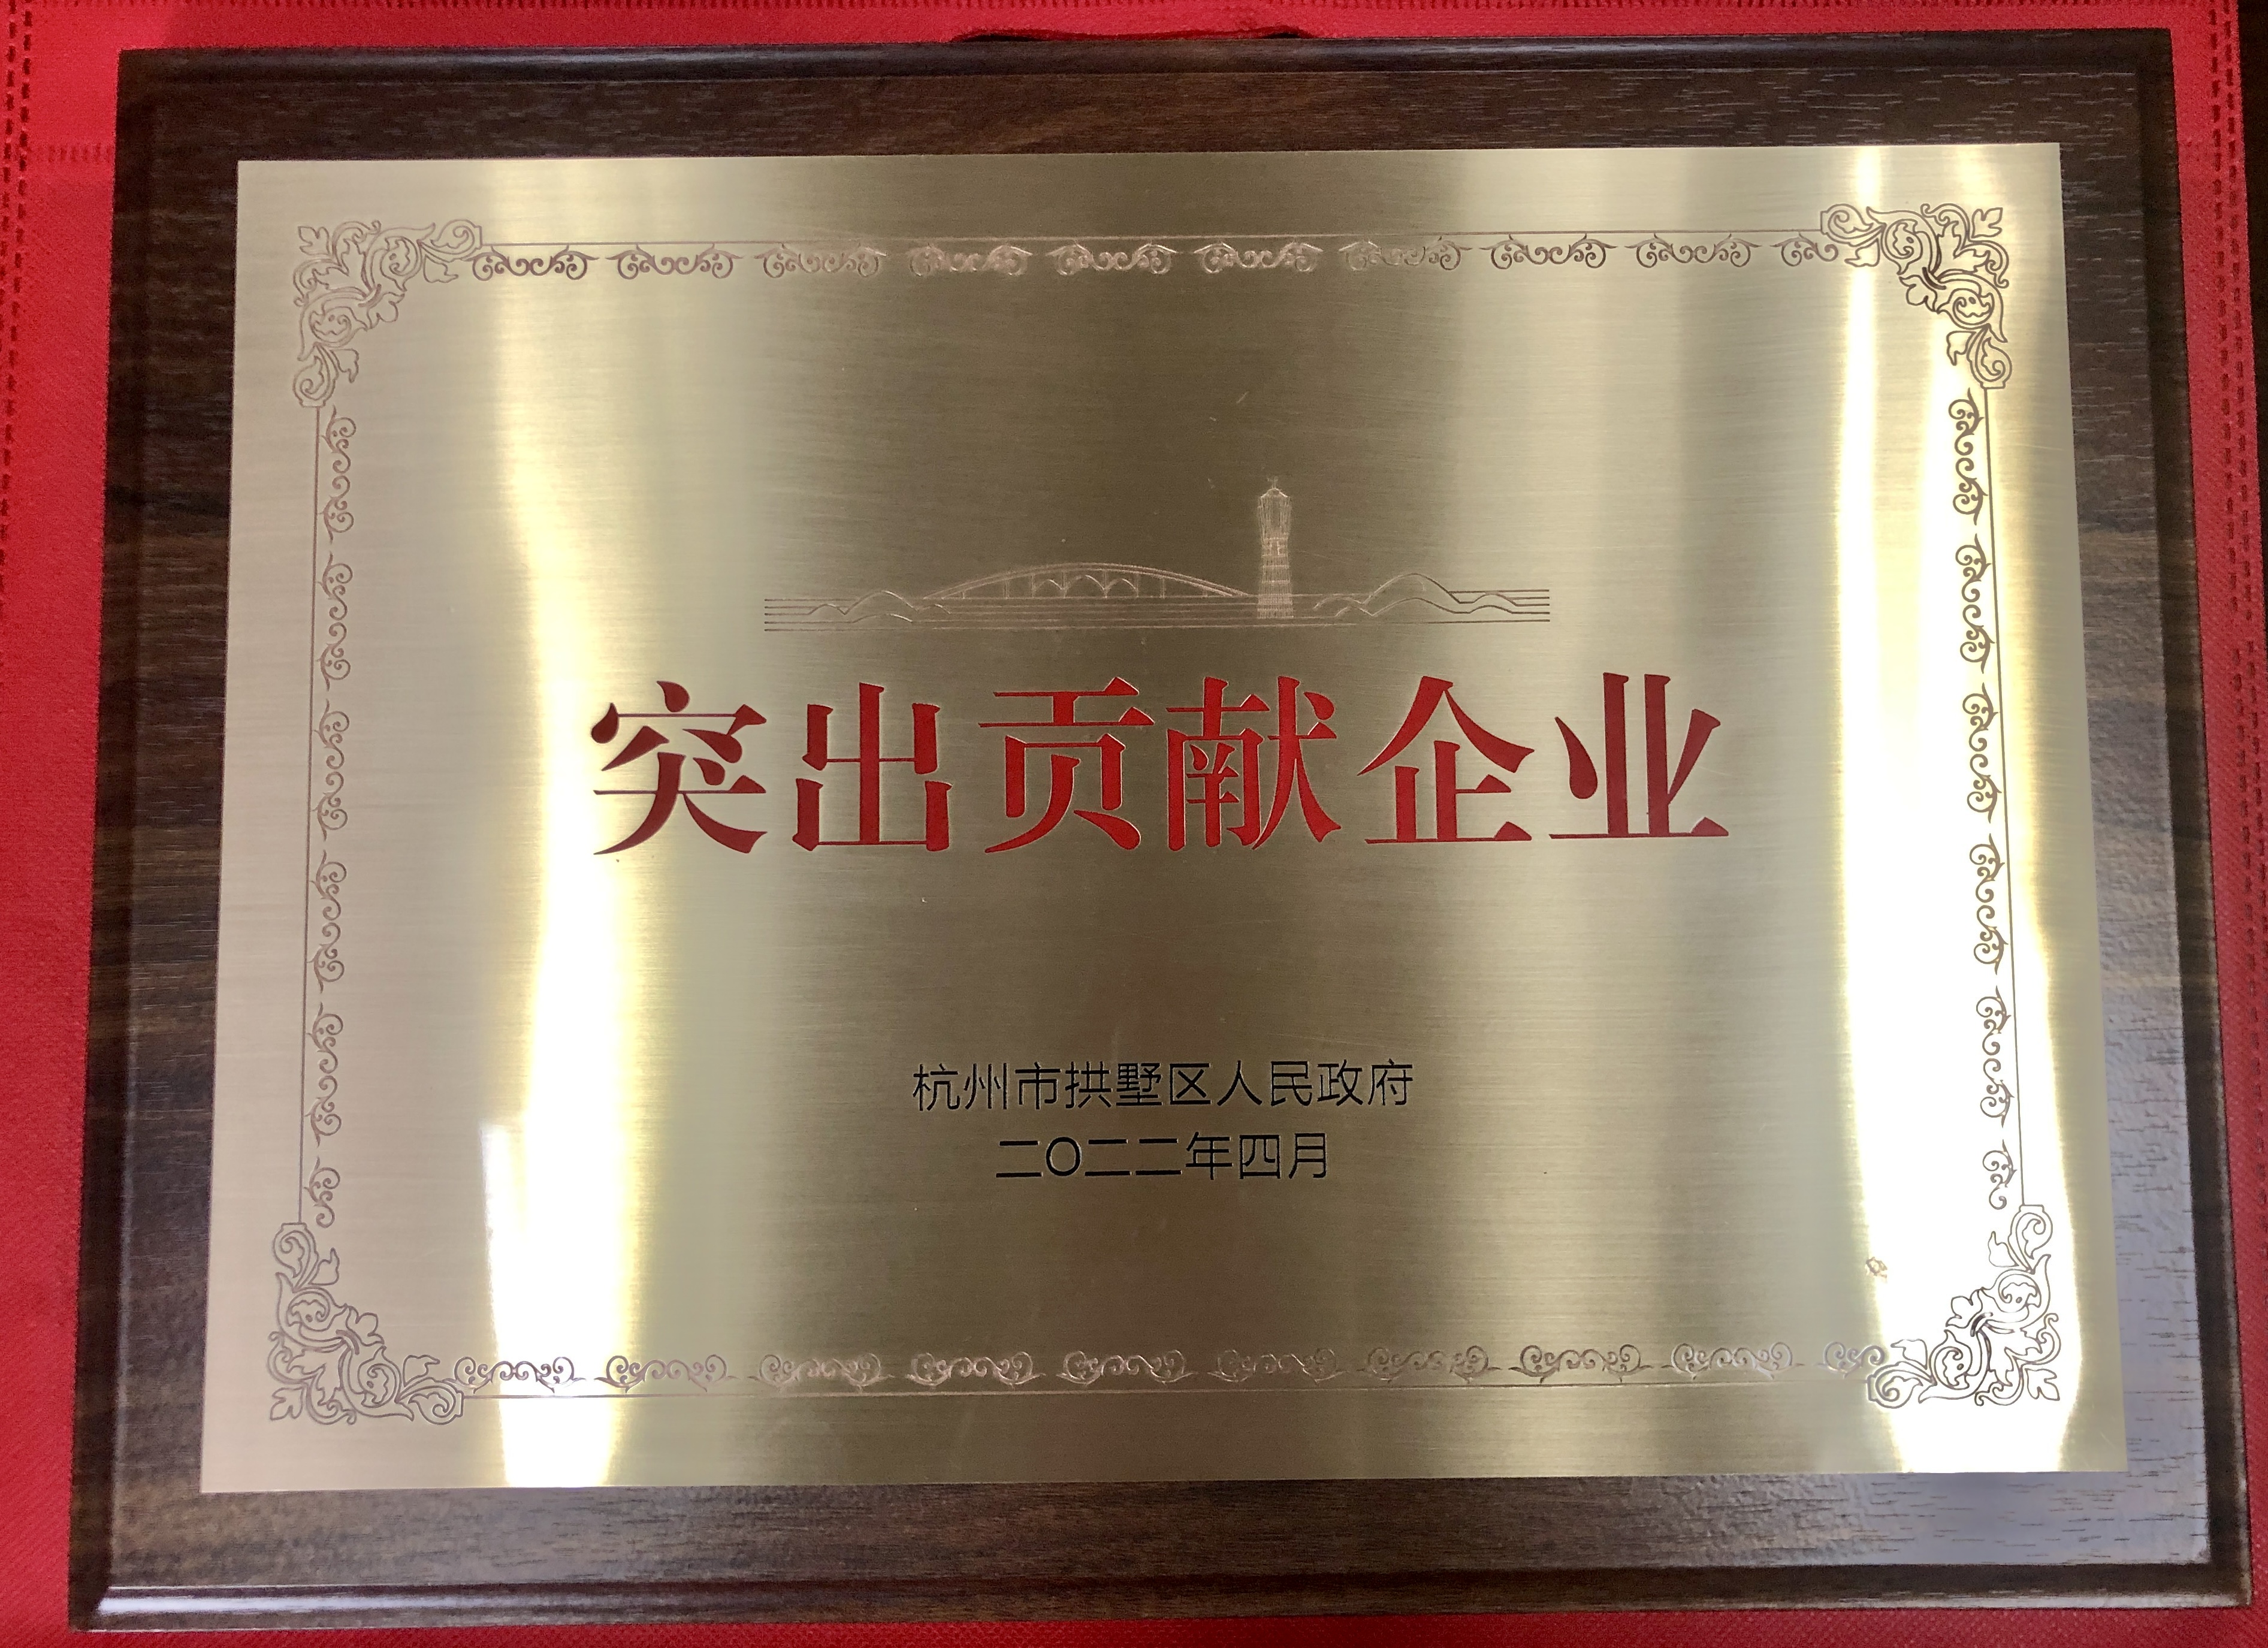 突出贡献企业
杭州市拱墅区人民政府
二〇二二年四月